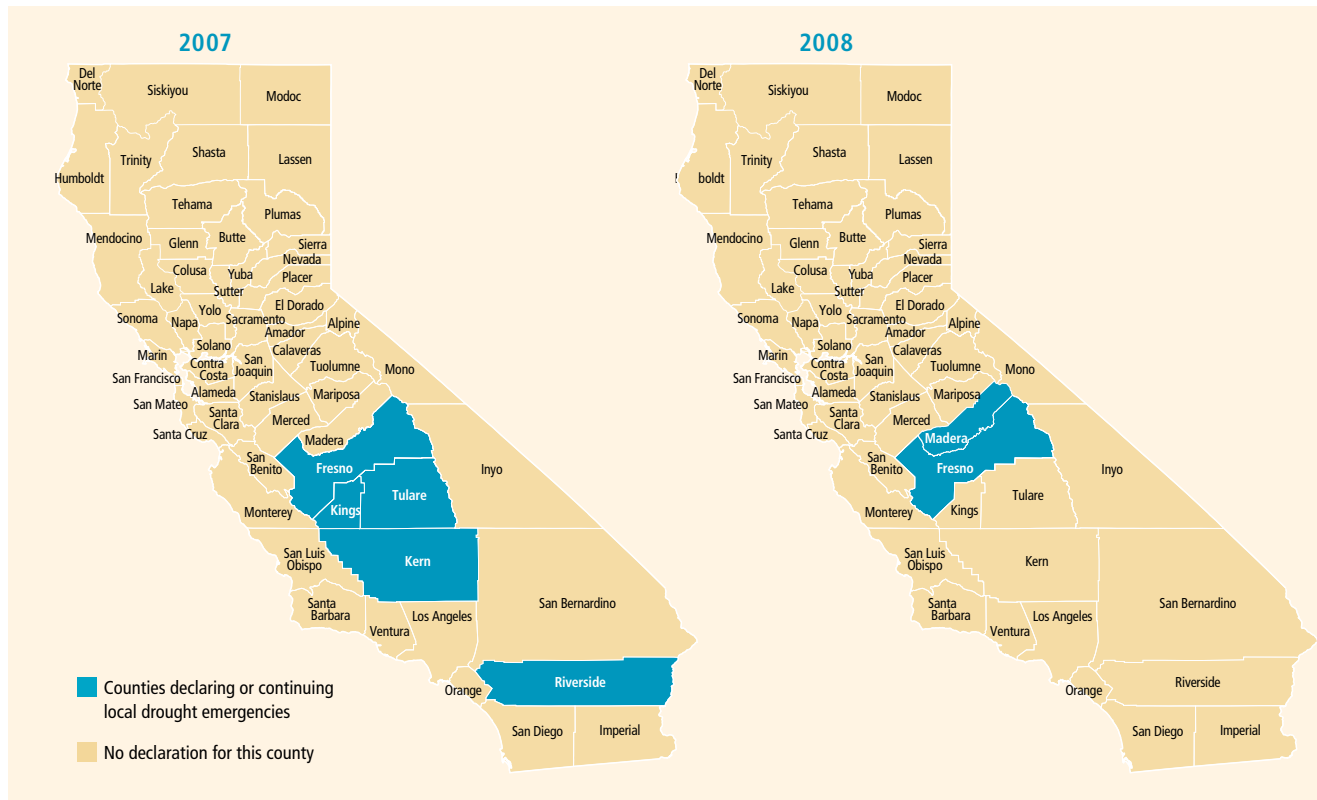 2007
Del
Norte
Siskiyou
Modoc
Trinity
Shasta
Lassen
Humboldt
Tehama
Plumas
Mendocino
Glenn
Butte
Sierra
Nevada
Colusa
Yuba
Placer
Lake
Sutter
El Dorado
Sonoma
Napa
Yolo
Sacramento
Alpine
Amador
Solano
Calaveras
Marin
Contra
Costa
San
Joaquin
Tuolumne
Mono
San Francisco
Alameda
Stanislaus
Mariposa
San Mateo
Santa
Clara
Merced
Santa Cruz
Madera
San
Benito
Fresno
Inyo
Monterey
Kings
Tulare
San Luis
Obispo
Kern
Santa
Barbara
Ventura
Los Angeles
San Bernardino
Orange
Riverside
San Diego
Imperial
2008
Del
Norte
Siskiyou
Modoc
Trinity
Shasta
Lassen
boldt
Tehama
Plumas
Mendocino
Glenn
Butte
Sierra
Nevada
Colusa
Yuba
Placer
Lake
Sutter
El Dorado
Sonoma
Napa
Yolo
Sacramento
Alpine
Amador
Solano
Calaveras
Marin
Contra
Costa
San
Joaquin
Tuolumne
Mono
San Francisco
Alameda
Stanislaus
Mariposa
San Mateo
Santa
Clara
Merced
Santa Cruz
Madera
San
Benito
Fresno
Inyo
Monterey
Kings
Tulare
San Luis
Obispo
Kern
Santa
Barbara
Ventura
Los Angeles
San Bernardino
Orange
Riverside
San Diego
Imperial
Counties declaring or continuing
local drought emergencies
No declaration for this county